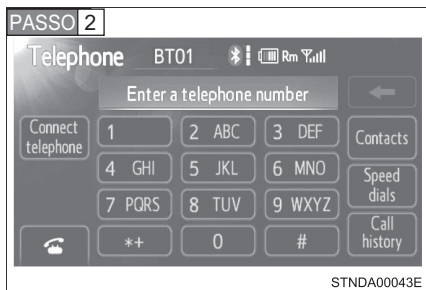 PASSO 2
Telephone BT01 Rm
Enter a telephone number
Connect telephone
1
2 ABC
3 DEF
Contacts
4 GHI
5 JKL
6 MNO
Speed dials
7 PQRS
8 TUV
9 WXYZ
*+
0
#
Call history
STNDA00043E